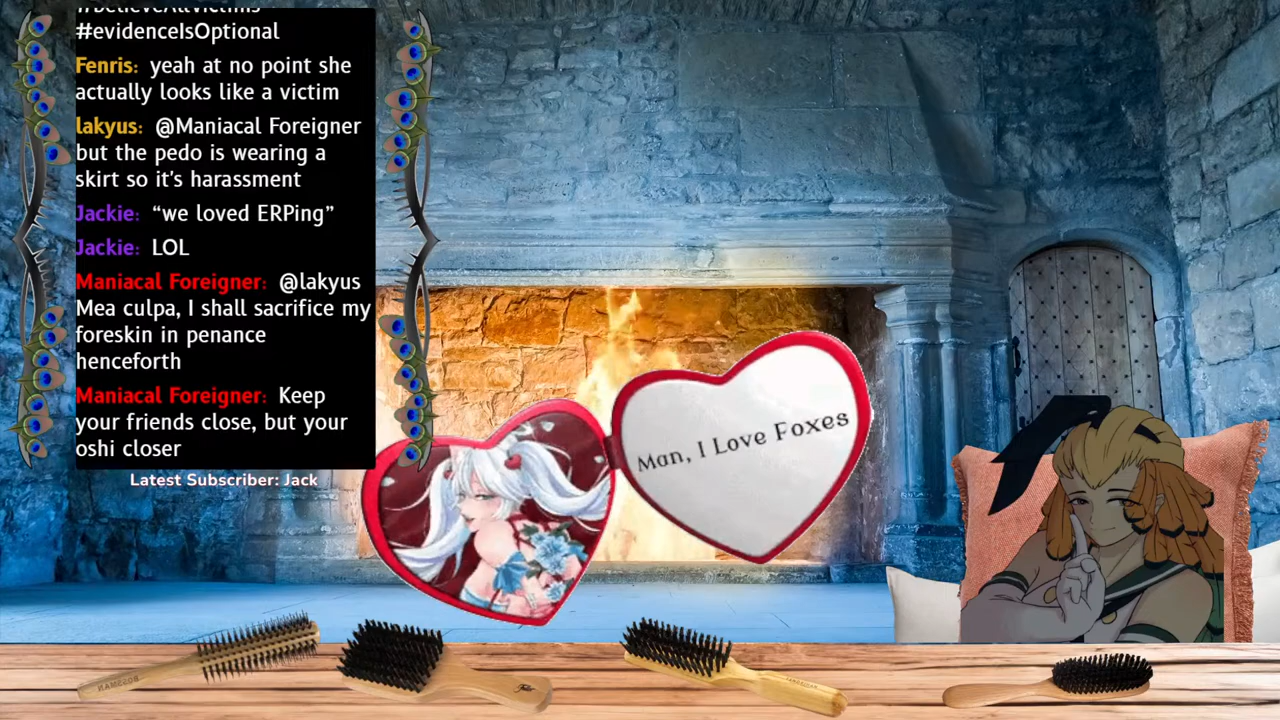 #believeAllVictims
#evidenceIsOptional
Fenris: yeah at no point she
actually looks like a victim
lakyus: @Maniacal Foreigner
but the pedo is wearing a
skirt so it's harassment
Jackie: “we loved ERPing”
Jackie: LOL
Maniacal Foreigner: @lakyus
Mea culpa, I shall sacrifice my
foreskin in penance
henceforth
Maniacal Foreigner: Keep
your friends close, but your
oshi closer
Latest Subscriber: Jack
Man, I Love Foxes